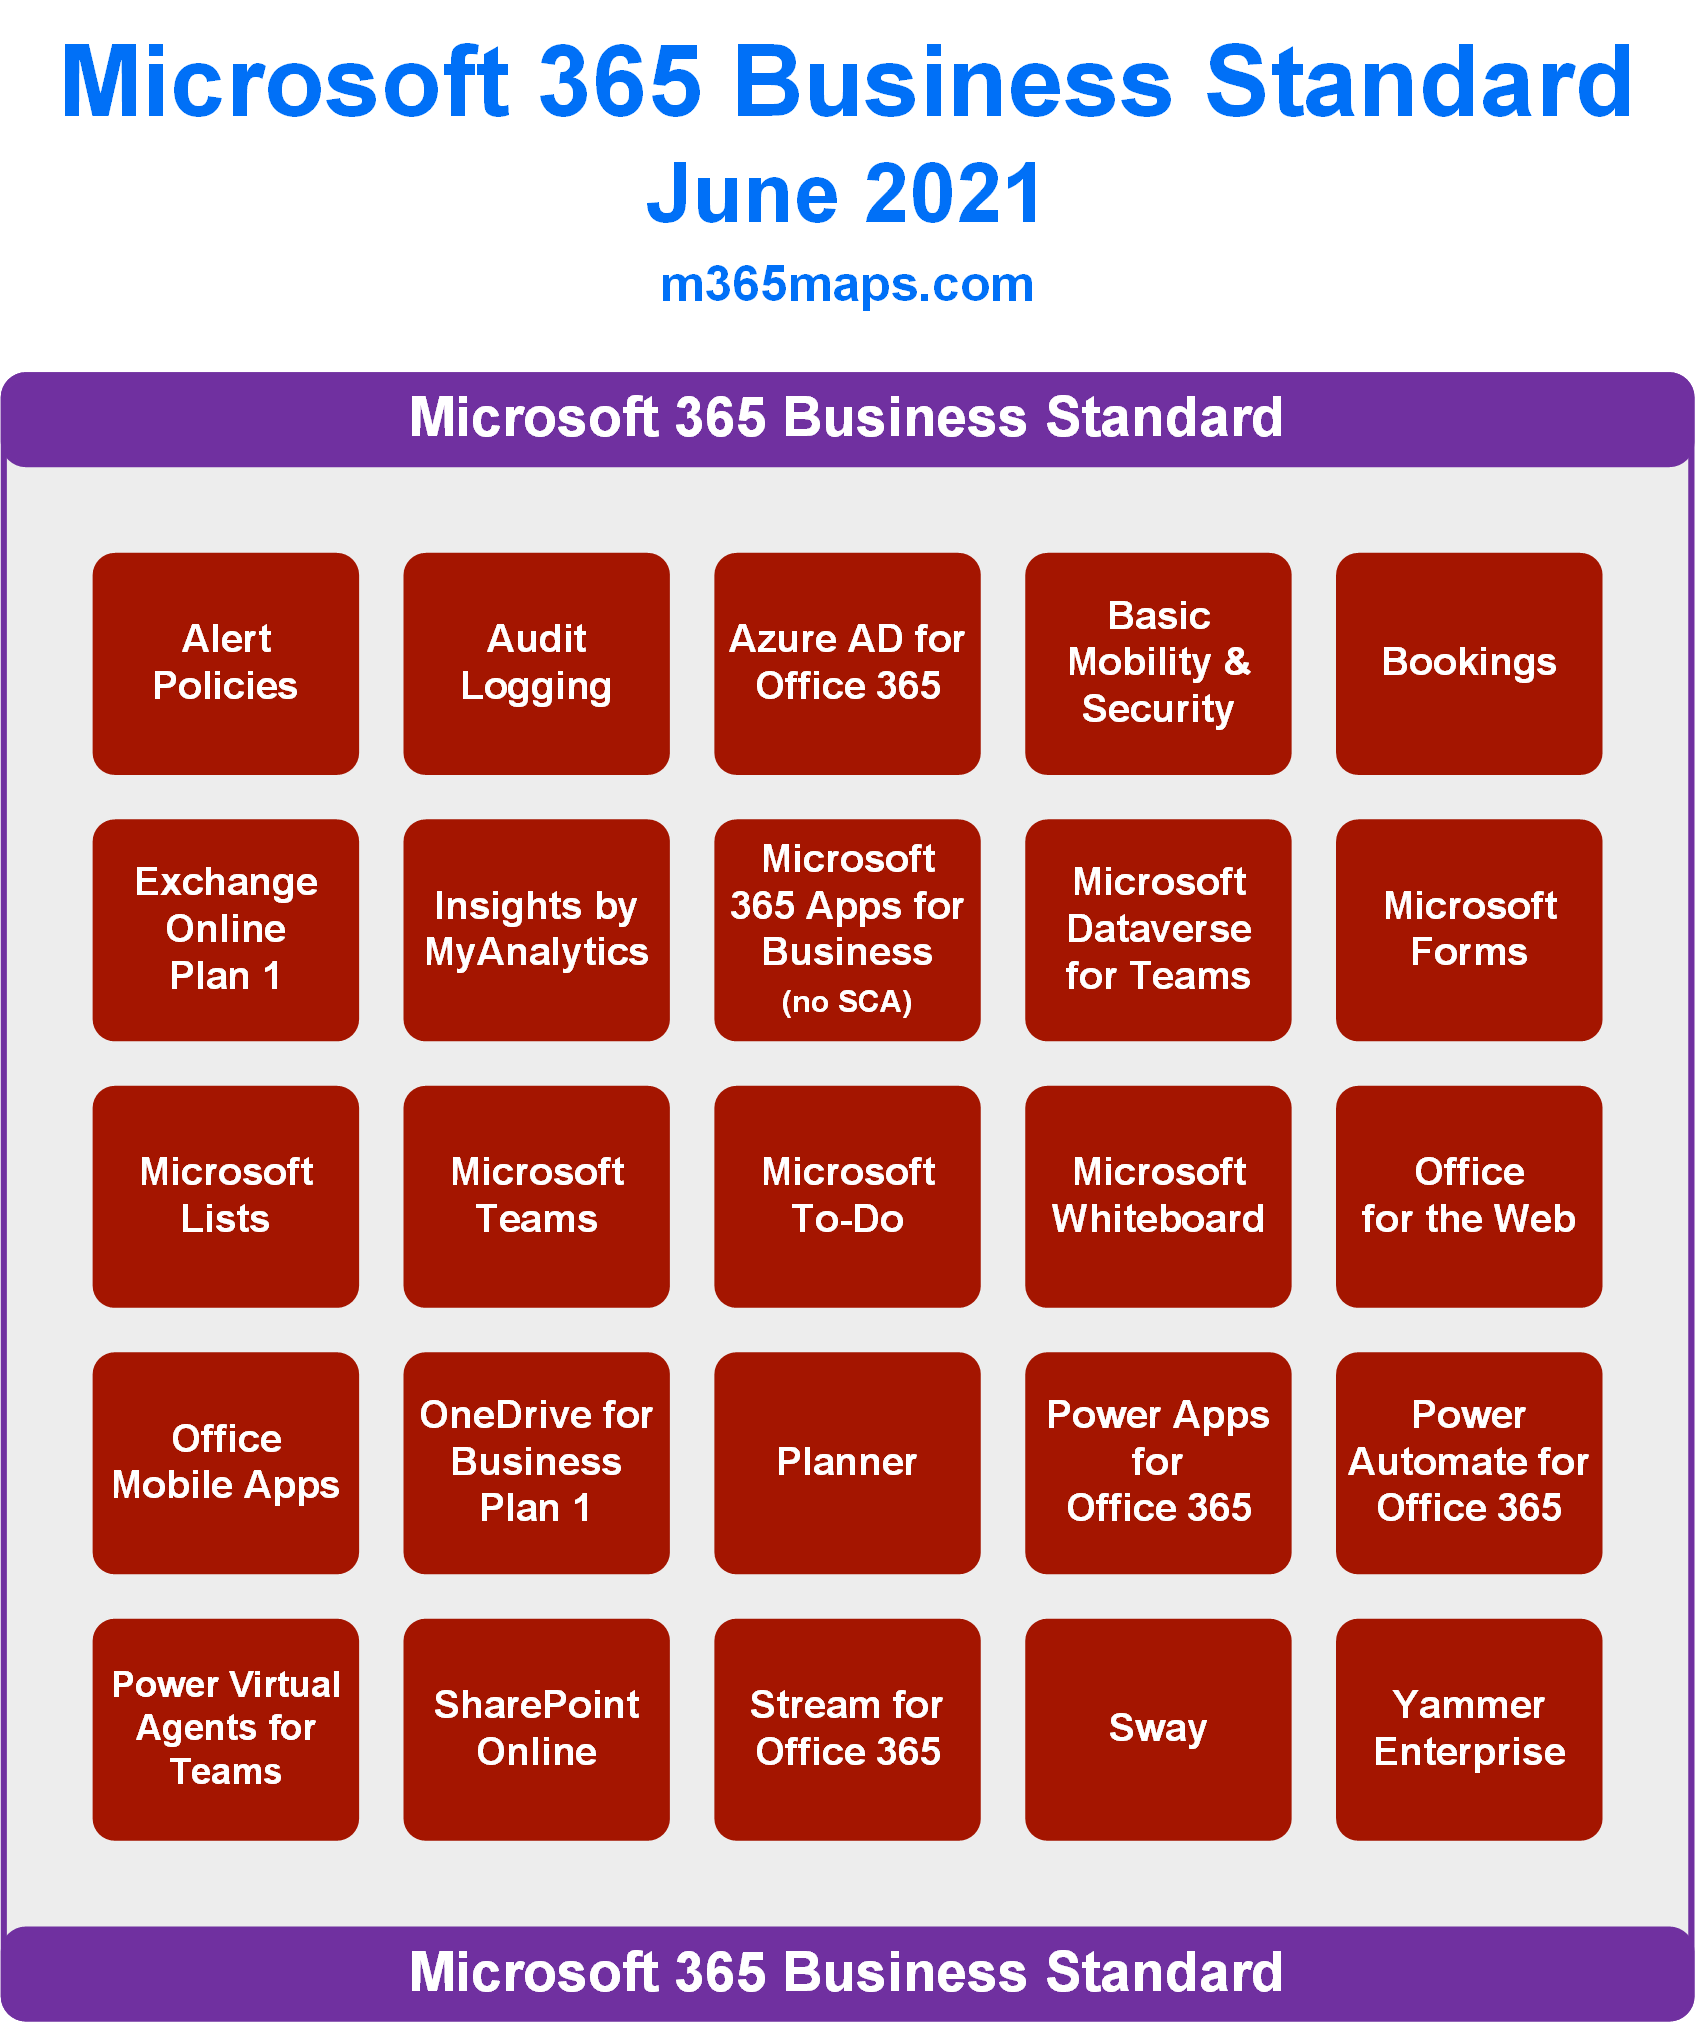 Microsoft 365 Business Standard
June 2021
m365maps.com
Microsoft 365 Business Standard
Alert
Policies
Audit
Logging
Azure AD for
Office 365
Basic
Mobility &
Security
Bookings
Exchange
Online
Plan 1
Insights by
MyAnalytics
Microsoft
365 Apps for
Business
(no SCA)
Microsoft
Dataverse
for Teams
Microsoft
Forms
Microsoft
Lists
Microsoft
Teams
Microsoft
To-Do
Microsoft
Whiteboard
Office
for the Web
Office
Mobile Apps
OneDrive for
Business
Plan 1
Planner
Power Apps
for
Office 365
Power
Automate for
Office 365
Power Virtual
Agents for
Teams
SharePoint
Online
Stream for
Office 365
Sway
Yammer
Enterprise
Microsoft 365 Business Standard